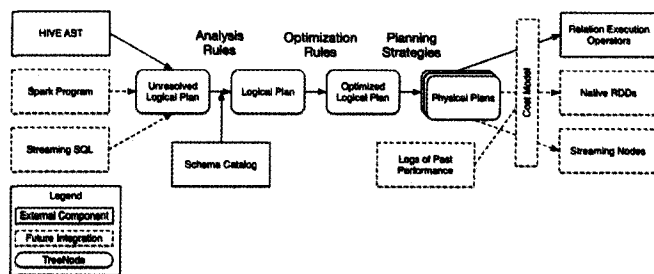 HIVE AST
Analysis
Rules
Optimization
Rules
Planning
Strategies
Relation Execution
Operators
Spark Program
Unresolved
Logical Plan
Logical Plan
Optimized
Logical Plan
Physical Plans
Cost Model
Native RDDs
Streaming SQL
Schema Catalog
Logs of Past
Performance
Streaming Nodes
Legend
External Component
Future Integration
TreeNode